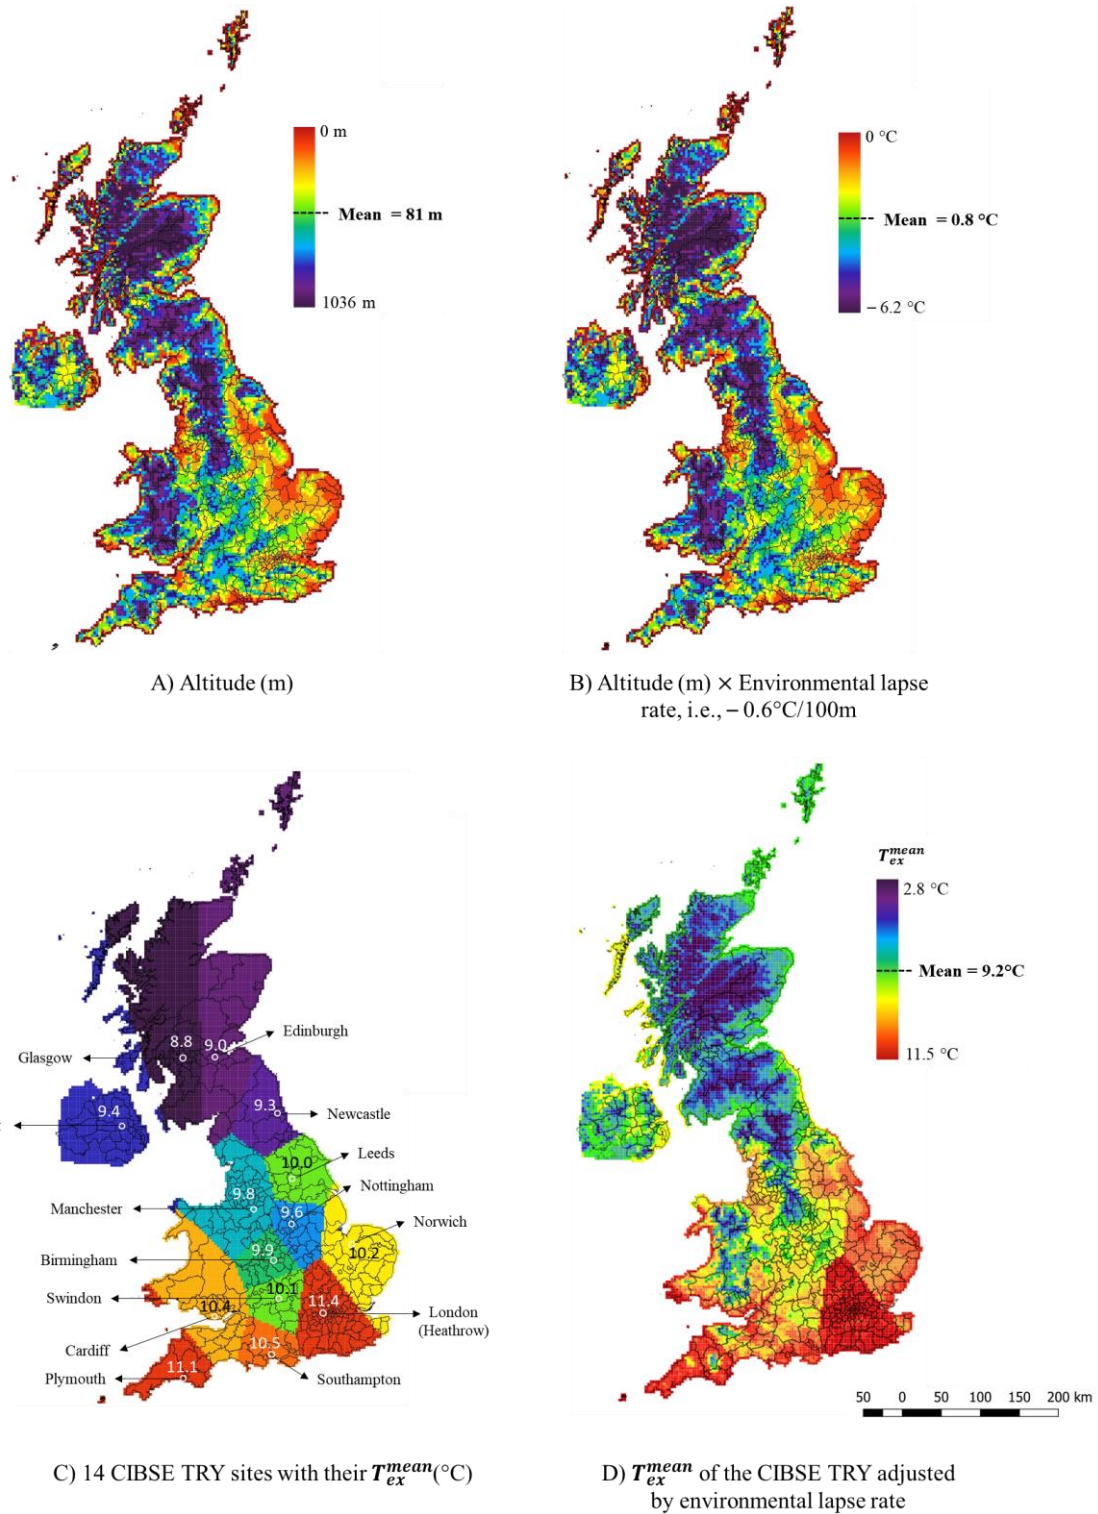 0 m
Mean = 81 m
1036 m
0 °C
Mean = 0.8 °C
– 6.2 °C
A) Altitude (m)
B) Altitude (m) × Environmental lapse
rate, i.e., – 0.6°C/100m
8.8
9.0
Edinburgh
Glasgow
9.4
9.3
Newcastle
10.0
Leeds
9.8
Nottingham
Manchester
9.6
Norwich
10.2
9.9
Birmingham
10.1
Swindon
10.4
11.4
London
(Heathrow)
Cardiff
10.5
11.1
Plymouth
Southampton
T_ex^mean
2.8 °C
Mean = 9.2°C
11.5 °C
50 0 50 100 150 200 km
C) 14 CIBSE TRY sites with their T_ex^mean(°C)
D) T_ex^mean of the CIBSE TRY adjusted
by environmental lapse rate